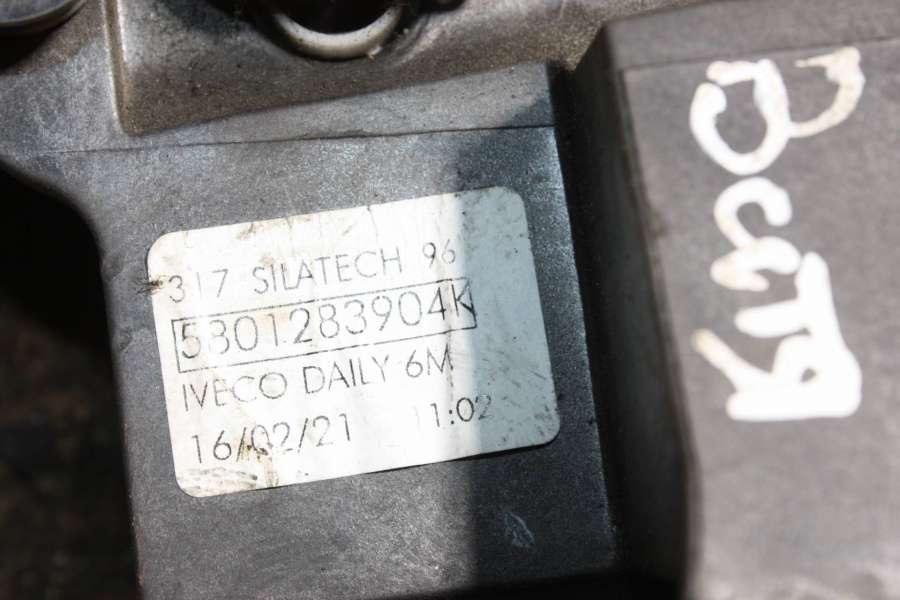 317 SILATECH 96
5801283904K
IVECO DAILY 6M
16/02/21 11:02